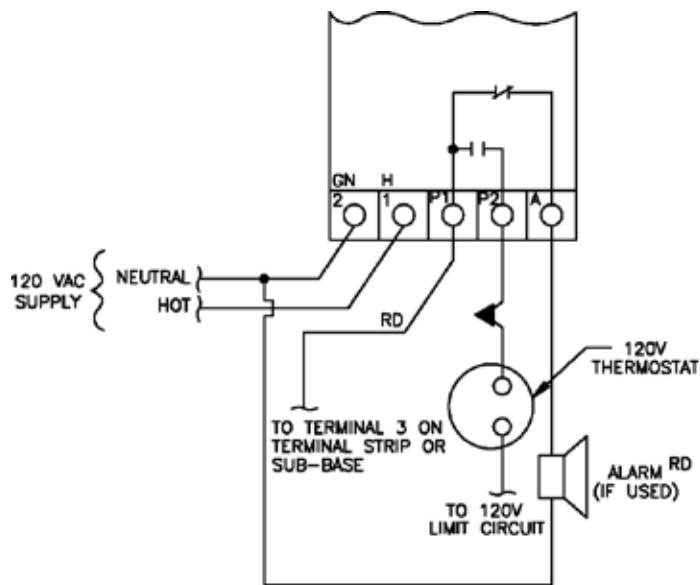 GN H
2 1 P1 P2 A
120 VAC
SUPPLY
NEUTRAL
HOT
RD
120V
THERMOSTAT
TO TERMINAL 3 ON
TERMINAL STRIP OR
SUB-BASE
TO 120V
LIMIT CIRCUIT
ALARM RD
(IF USED)